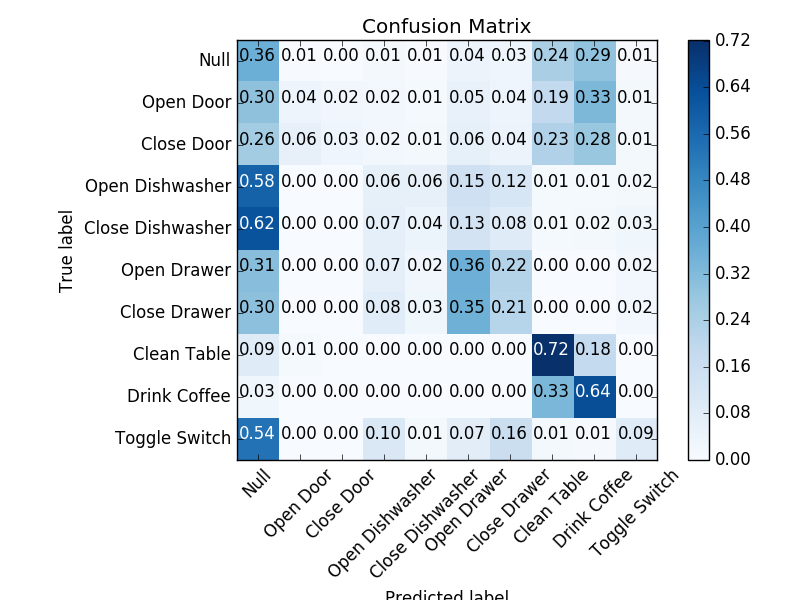 Confusion Matrix
Null 0.36 0.01 0.00 0.01 0.01 0.04 0.03 0.24 0.29 0.01
Open Door 0.30 0.04 0.02 0.02 0.01 0.05 0.04 0.19 0.33 0.01
Close Door 0.26 0.06 0.03 0.02 0.01 0.06 0.04 0.23 0.28 0.01
Open Dishwasher 0.58 0.00 0.00 0.06 0.06 0.15 0.12 0.01 0.01 0.02
Close Dishwasher 0.62 0.00 0.00 0.07 0.04 0.13 0.08 0.01 0.02 0.03
Open Drawer 0.31 0.00 0.00 0.07 0.02 0.36 0.22 0.00 0.00 0.02
Close Drawer 0.30 0.00 0.00 0.08 0.03 0.35 0.21 0.00 0.00 0.02
Clean Table 0.09 0.01 0.00 0.00 0.00 0.00 0.00 0.72 0.18 0.00
Drink Coffee 0.03 0.00 0.00 0.00 0.00 0.00 0.00 0.33 0.64 0.00
Toggle Switch 0.54 0.00 0.00 0.10 0.01 0.07 0.16 0.01 0.01 0.09
True label
Null
Open Door
Close Door
Open Dishwasher
Close Dishwasher
Open Drawer
Close Drawer
Clean Table
Drink Coffee
Toggle Switch
Predicted label
0.72
0.64
0.56
0.48
0.40
0.32
0.24
0.16
0.08
0.00